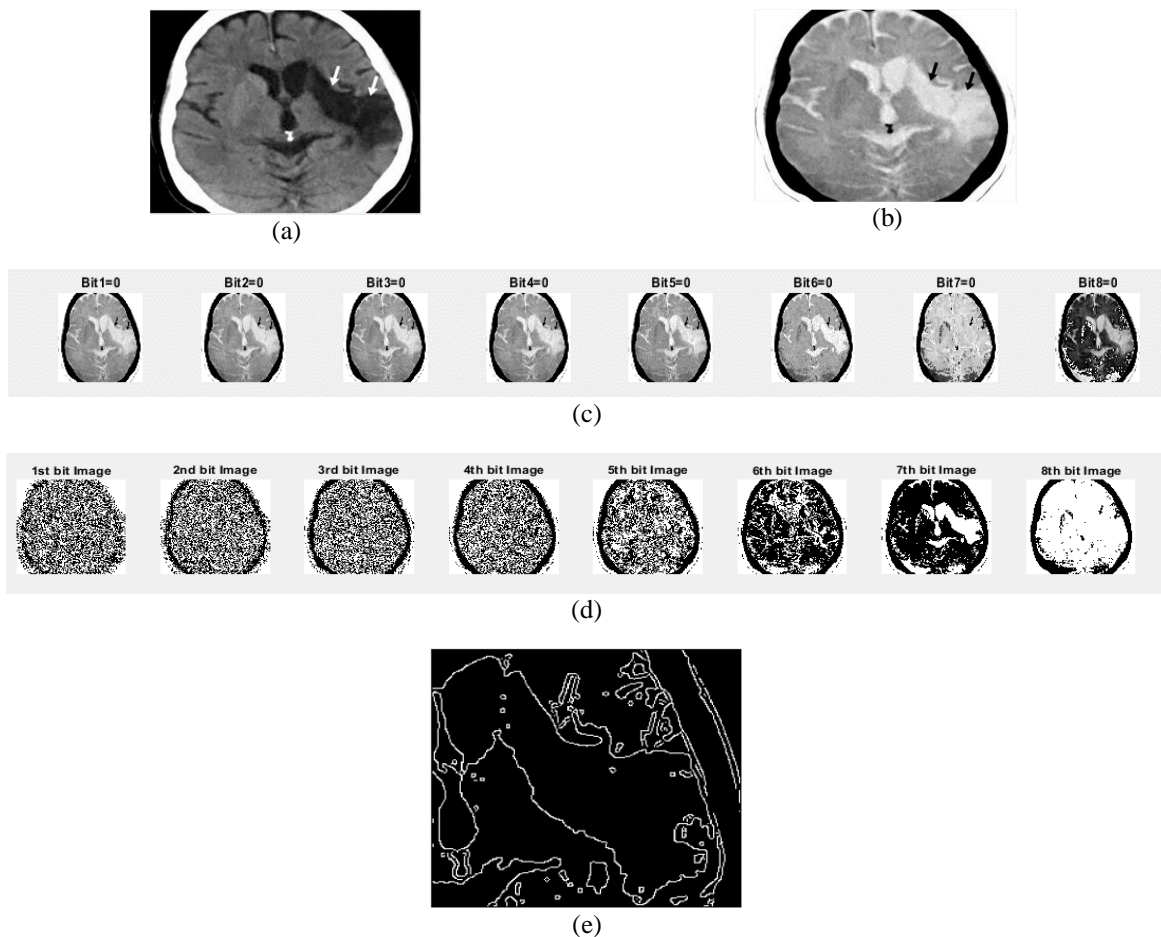 (a)
(b)
Bit1=0 Bit2=0 Bit3=0 Bit4=0 Bit5=0 Bit6=0 Bit7=0 Bit8=0
(c)
1st bit Image 2nd bit Image 3rd bit Image 4th bit Image 5th bit Image 6th bit Image 7th bit Image 8th bit Image
(d)
(e)